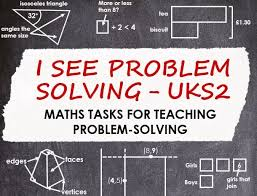 isosceles triangle
32°
angles the
same size
More or less
than 8?
÷ 2 < 4
tea
biscuit
£1.30
I SEE PROBLEM
SOLVING – UKS2
MATHS TASKS FOR TEACHING
PROBLEM-SOLVING
edges
faces
vertices
(4,5)
(8,9)
boys
girls
girls that
join